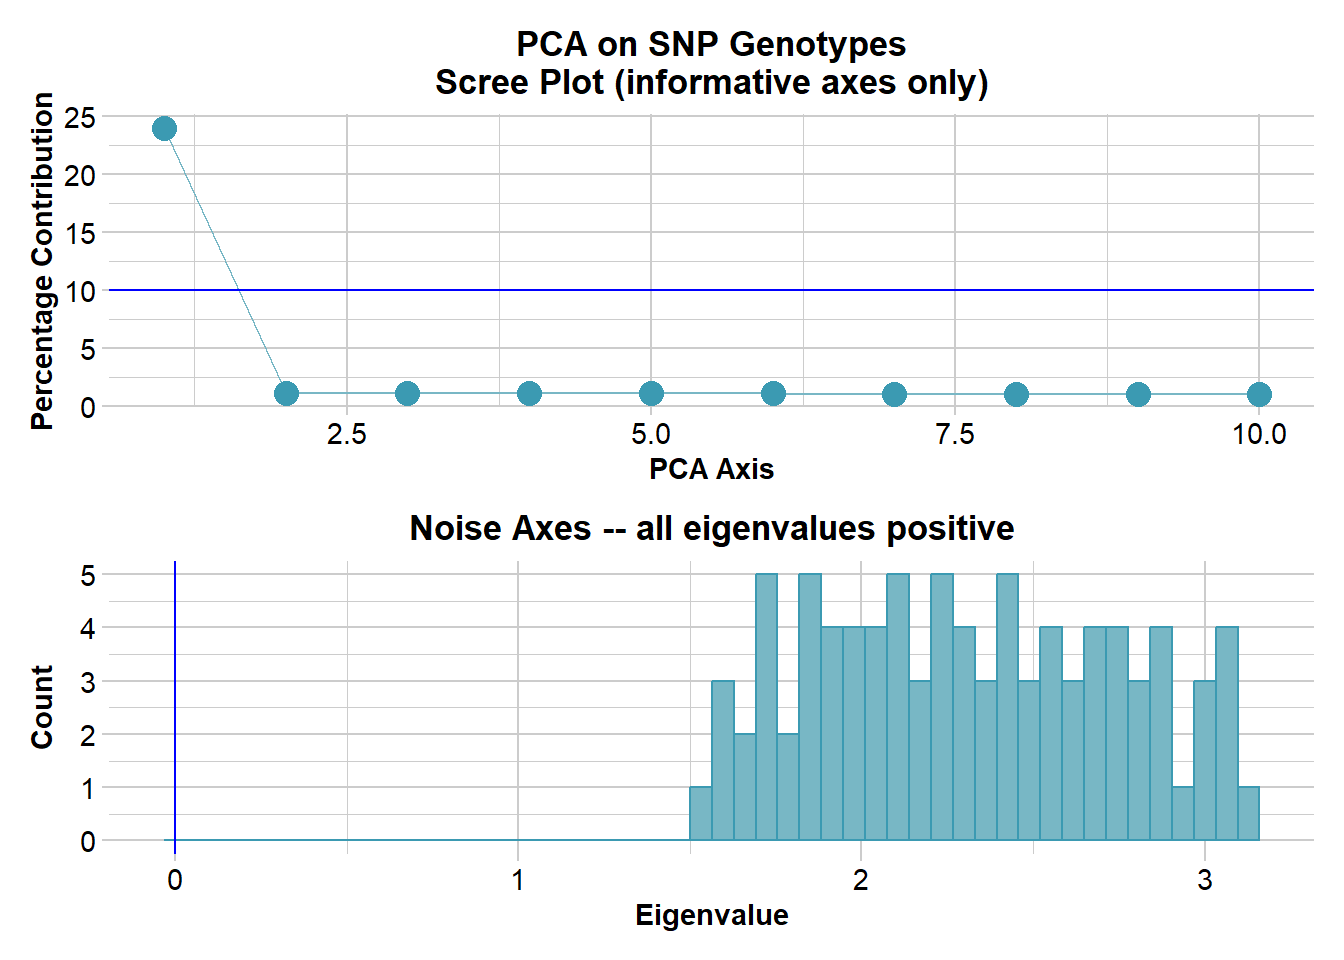 PCA on SNP Genotypes
Scree Plot (informative axes only)
Percentage Contribution
25
20
15
10
5
0
2.5 5.0 7.5 10.0
PCA Axis
Noise Axes -- all eigenvalues positive
Count
5
4
3
2
1
0
0 1 2 3
Eigenvalue